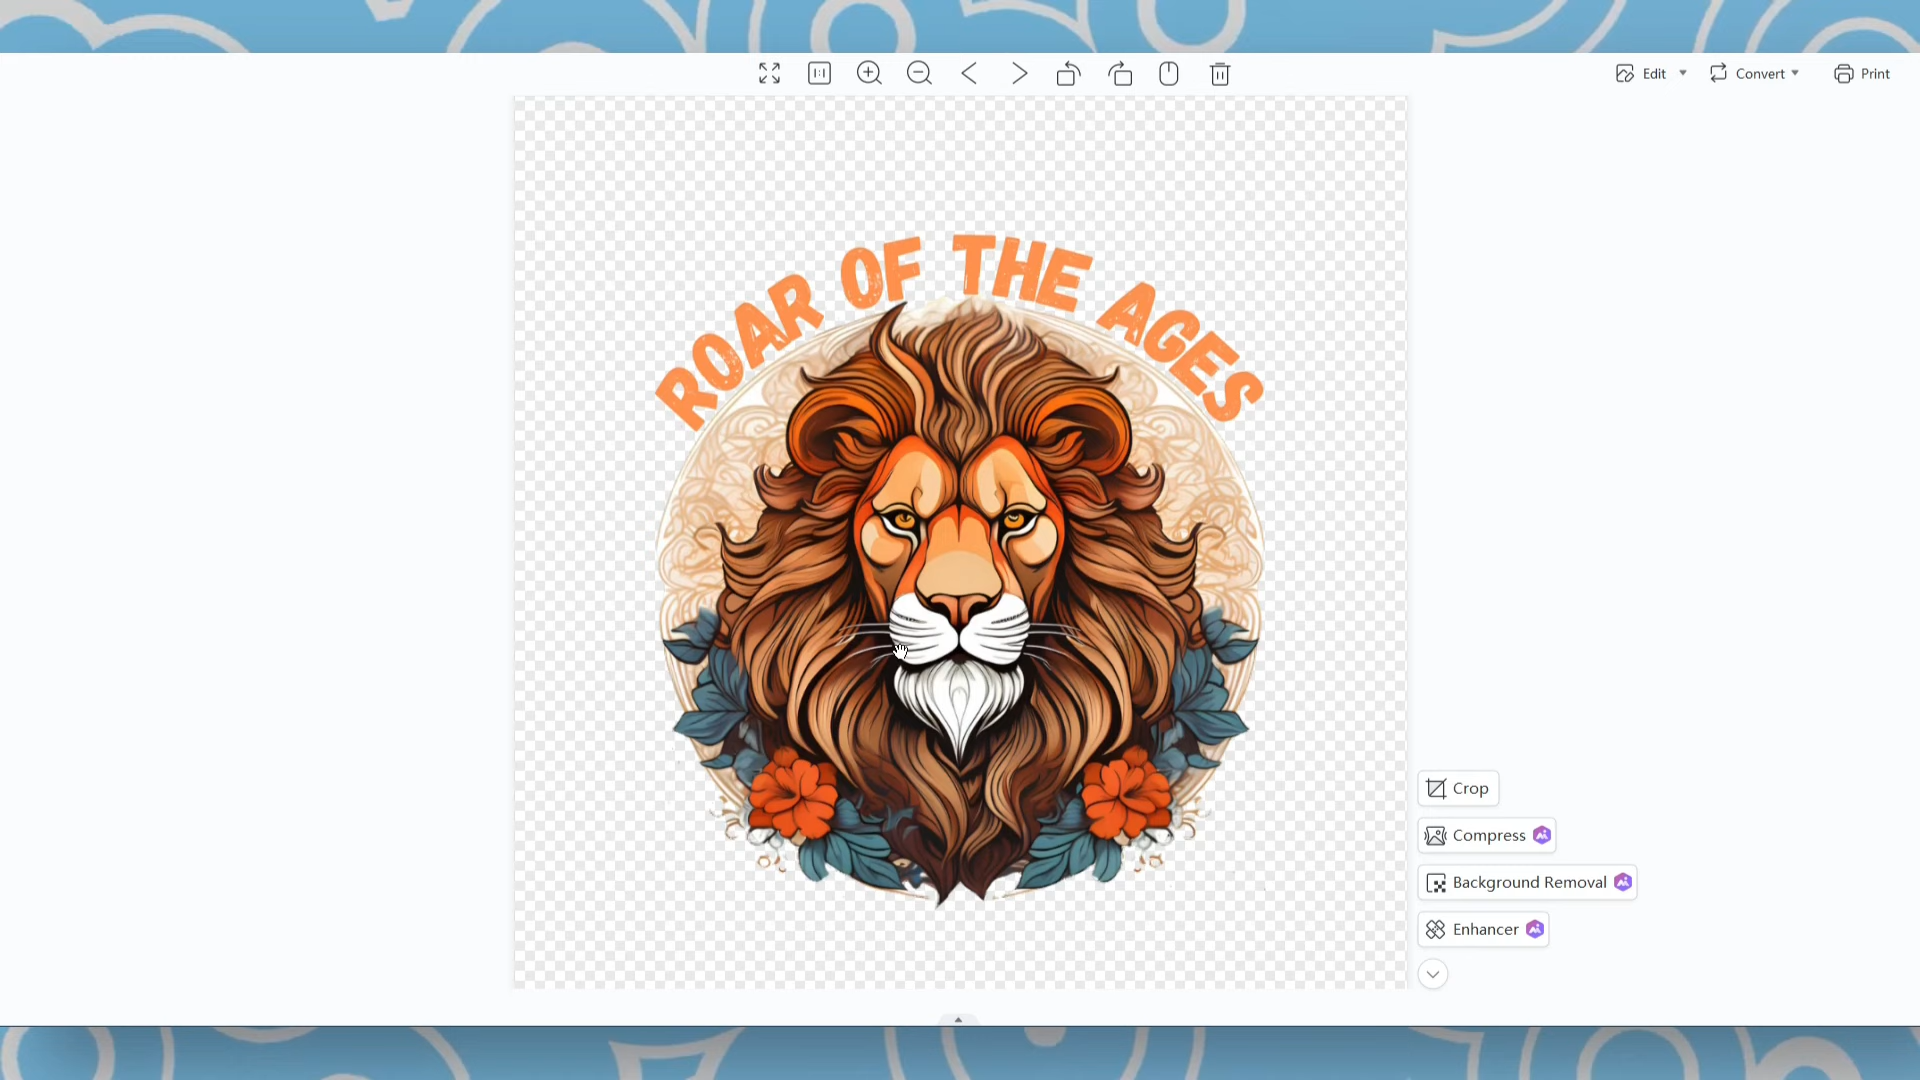 Edit
Convert
Print
ROAR OF THE AGES
Crop
Compress
Background Removal
Enhancer